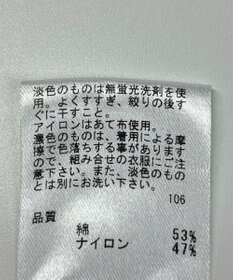 淡色のものは無蛍光洗剤を使
用。よくすすぎ、絞りの後す
ぐに干すこと。
アイロンはあて布使用。
濃色のものは、着用による摩
擦で色落ちする事があります
ので、組み合せの衣服にご注
意下さい。また、淡色のもの
とは別にお洗い下さい。
106
品質
綿 53%
ナイロン 47%